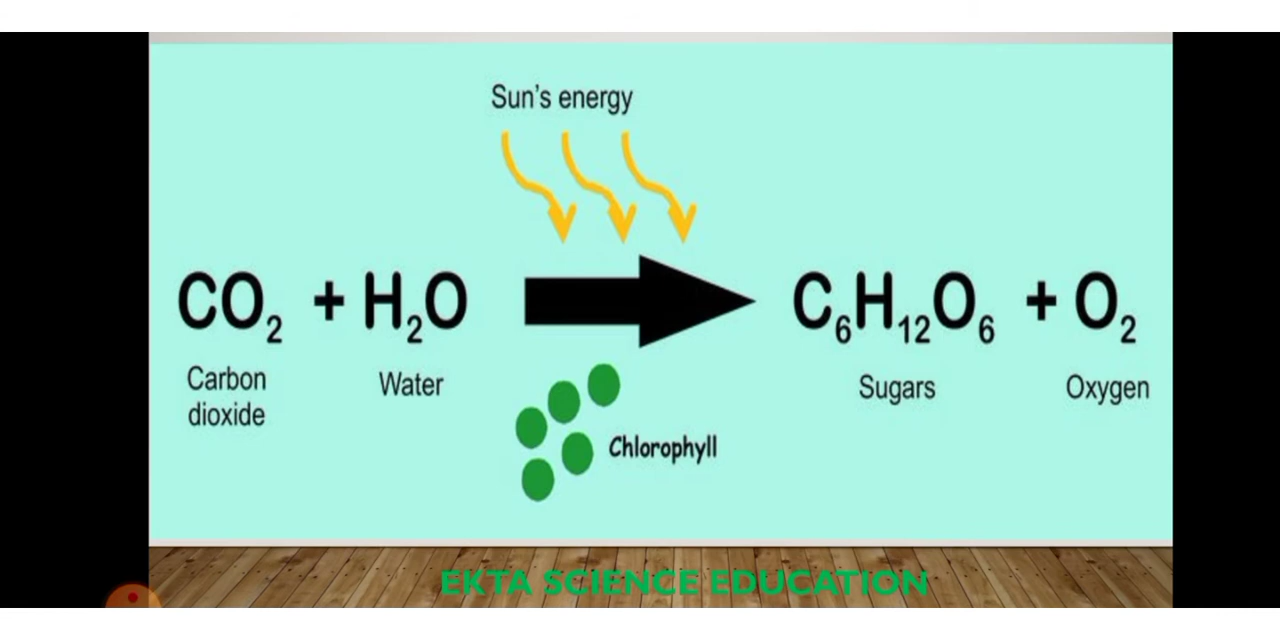 Sun's energy
CO₂ + H₂O C₆H₁₂O₆ + O₂
Carbon dioxide
Water
Sugars
Oxygen
Chlorophyll
EKTA SCIENCE EDUCATION